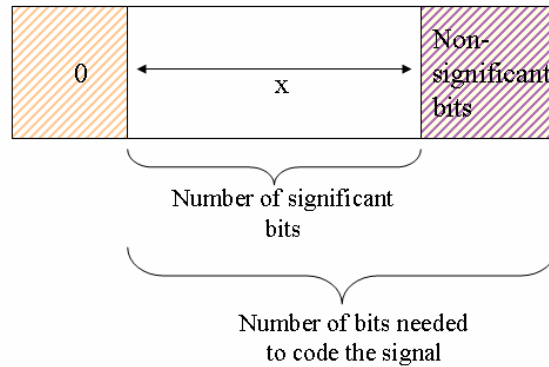 0
x
Non-
significant
bits
Number of significant
bits
Number of bits needed
to code the signal